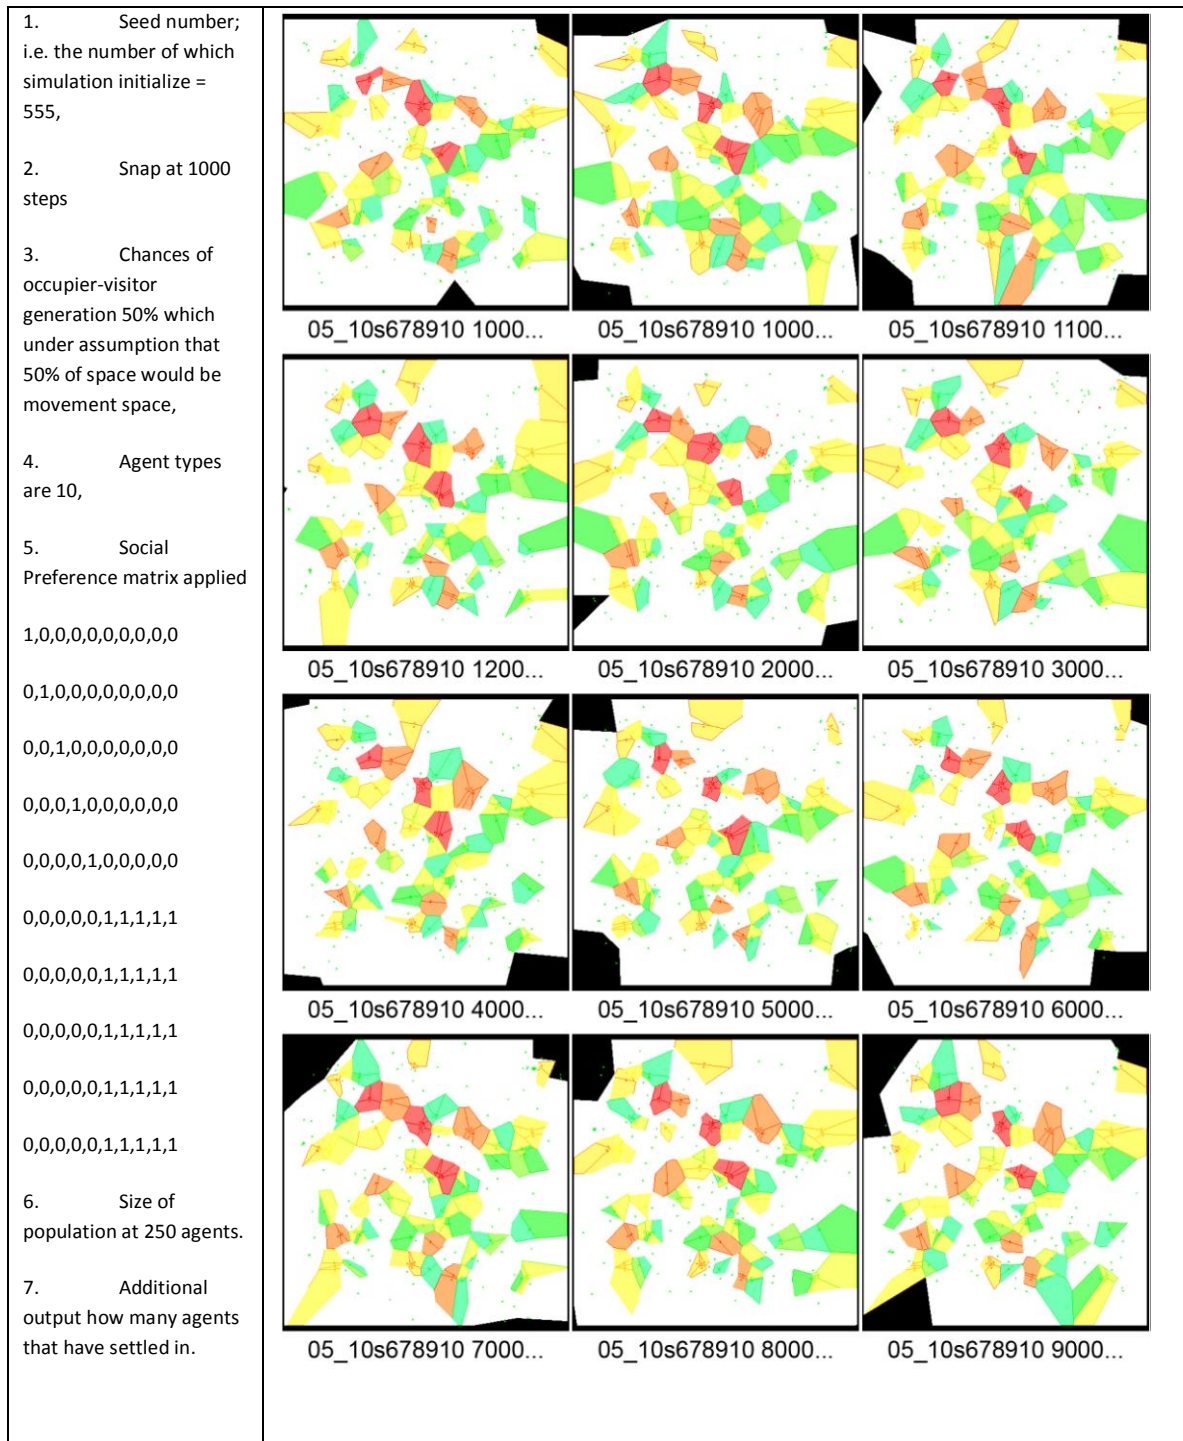 1. Seed number;
i.e. the number of which
simulation initialize =
555,
2. Snap at 1000
steps
3. Chances of
occupier-visitor
generation 50% which
under assumption that
50% of space would be
movement space,
4. Agent types
are 10,
5. Social
Preference matrix applied
1,0,0,0,0,0,0,0,0,0
0,1,0,0,0,0,0,0,0,0
0,0,1,0,0,0,0,0,0,0
0,0,0,1,0,0,0,0,0,0
0,0,0,0,1,0,0,0,0,0
0,0,0,0,0,1,1,1,1,1
0,0,0,0,0,1,1,1,1,1
0,0,0,0,0,1,1,1,1,1
0,0,0,0,0,1,1,1,1,1
0,0,0,0,0,1,1,1,1,1
6. Size of
population at 250 agents.
7. Additional
output how many agents
that have settled in.
05_10s678910 1000... 05_10s678910 1000... 05_10s678910 1100...
05_10s678910 1200... 05_10s678910 2000... 05_10s678910 3000...
05_10s678910 4000... 05_10s678910 5000... 05_10s678910 6000...
05_10s678910 7000... 05_10s678910 8000... 05_10s678910 9000...